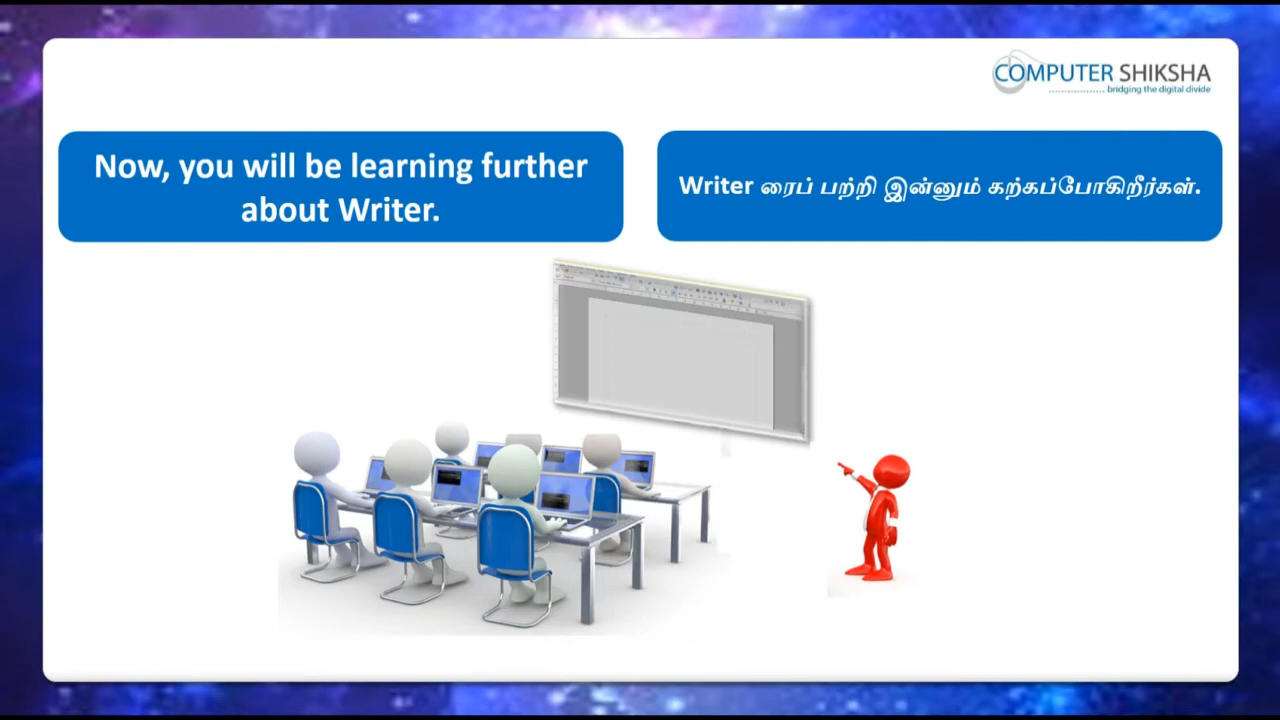 COMPUTER SHIKSHA
bridging the digital divide
Now, you will be learning further
about Writer.
Writer ரைப் பற்றி இன்னும் கற்கப்போகிறீர்கள்.